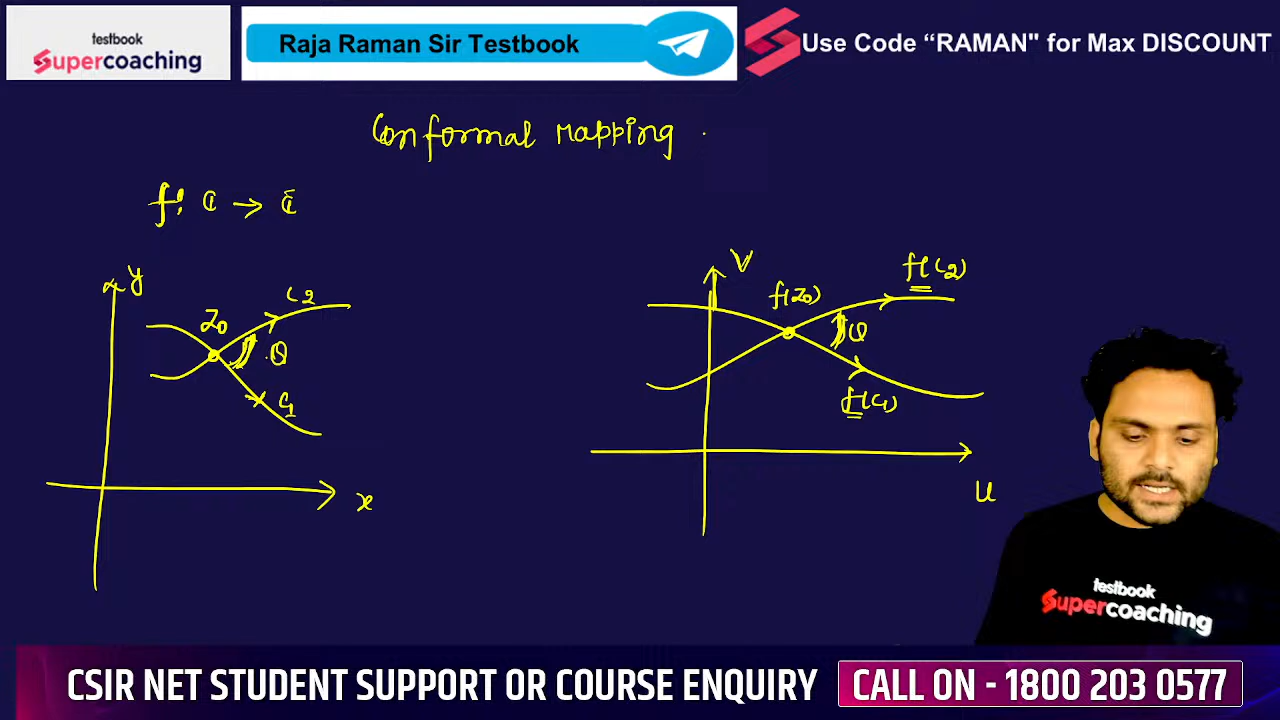 testbook
Supercoaching
Raja Raman Sir Testbook
Use Code “RAMAN" for Max DISCOUNT
Conformal Mapping
f: ℂ → ℂ
y
C2
Z0
θ
C1
x
V
f(C2)
f(Z0)
θ
f(C1)
u
testbook
Supercoaching
CSIR NET STUDENT SUPPORT OR COURSE ENQUIRY
CALL ON - 1800 203 0577